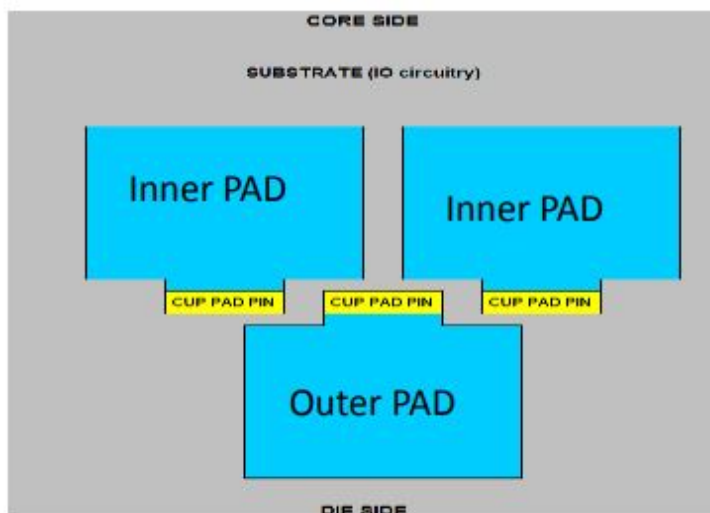 CORE SIDE
SUBSTRATE (IO circuitry)
Inner PAD
Inner PAD
CUP PAD PIN
CUP PAD PIN
CUP PAD PIN
Outer PAD
DIE SIDE